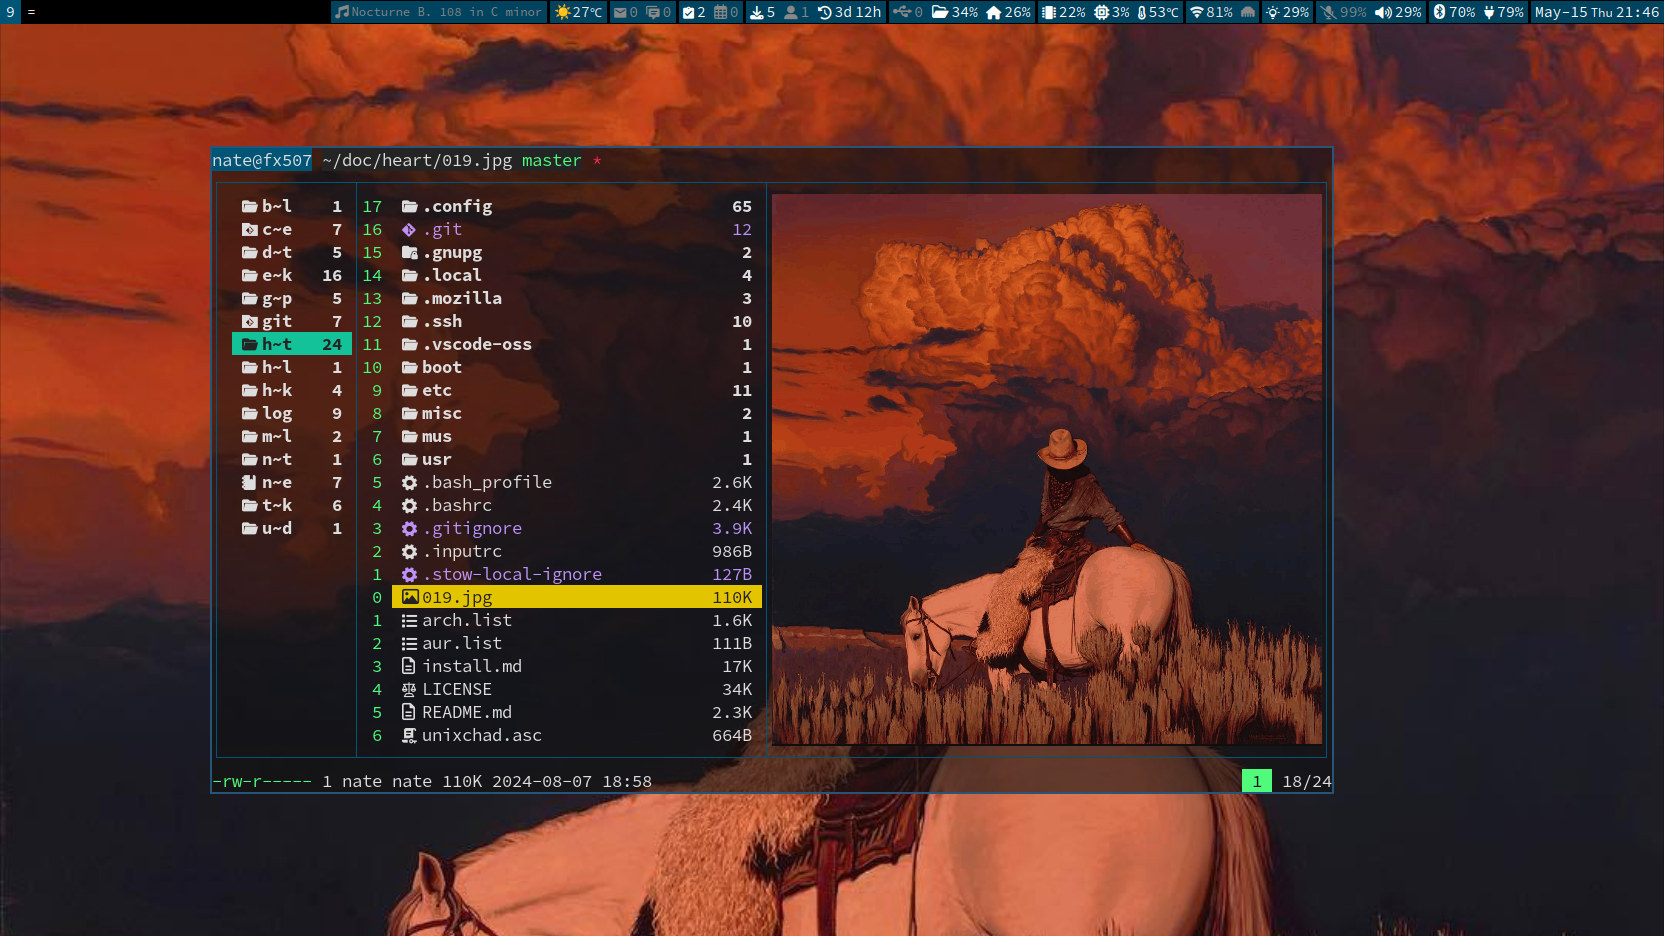 9 = Nocturne B. 108 in C minor 27℃ 0 0 2 0 5 1 3d 12h 0 34% 26% 22% 3% 53℃ 81% 29% 99% 29% 70% 79% May-15 Thu 21:46
nate@fx507 ~/doc/heart/019.jpg master *
b~l 1 17 .config 65
c~e 7 16 .git 12
d~t 5 15 .gnupg 2
e~k 16 14 .local 4
g~p 5 13 .mozilla 3
git 7 12 .ssh 10
h~t 24 11 .vscode-oss 1
h~l 1 10 boot 1
h~k 4 9 etc 11
log 9 8 misc 2
m~l 2 7 mus 1
n~t 1 6 usr 1
n~e 7 5 .bash_profile 2.6K
t~k 6 4 .bashrc 2.4K
u~d 1 3 .gitignore 3.9K
2 .inputrc 986B
1 .stow-local-ignore 127B
0 019.jpg 110K
1 arch.list 1.6K
2 aur.list 111B
3 install.md 17K
4 LICENSE 34K
5 README.md 2.3K
6 unixchad.asc 664B
-rw-r----- 1 nate nate 110K 2024-08-07 18:58 1 18/24